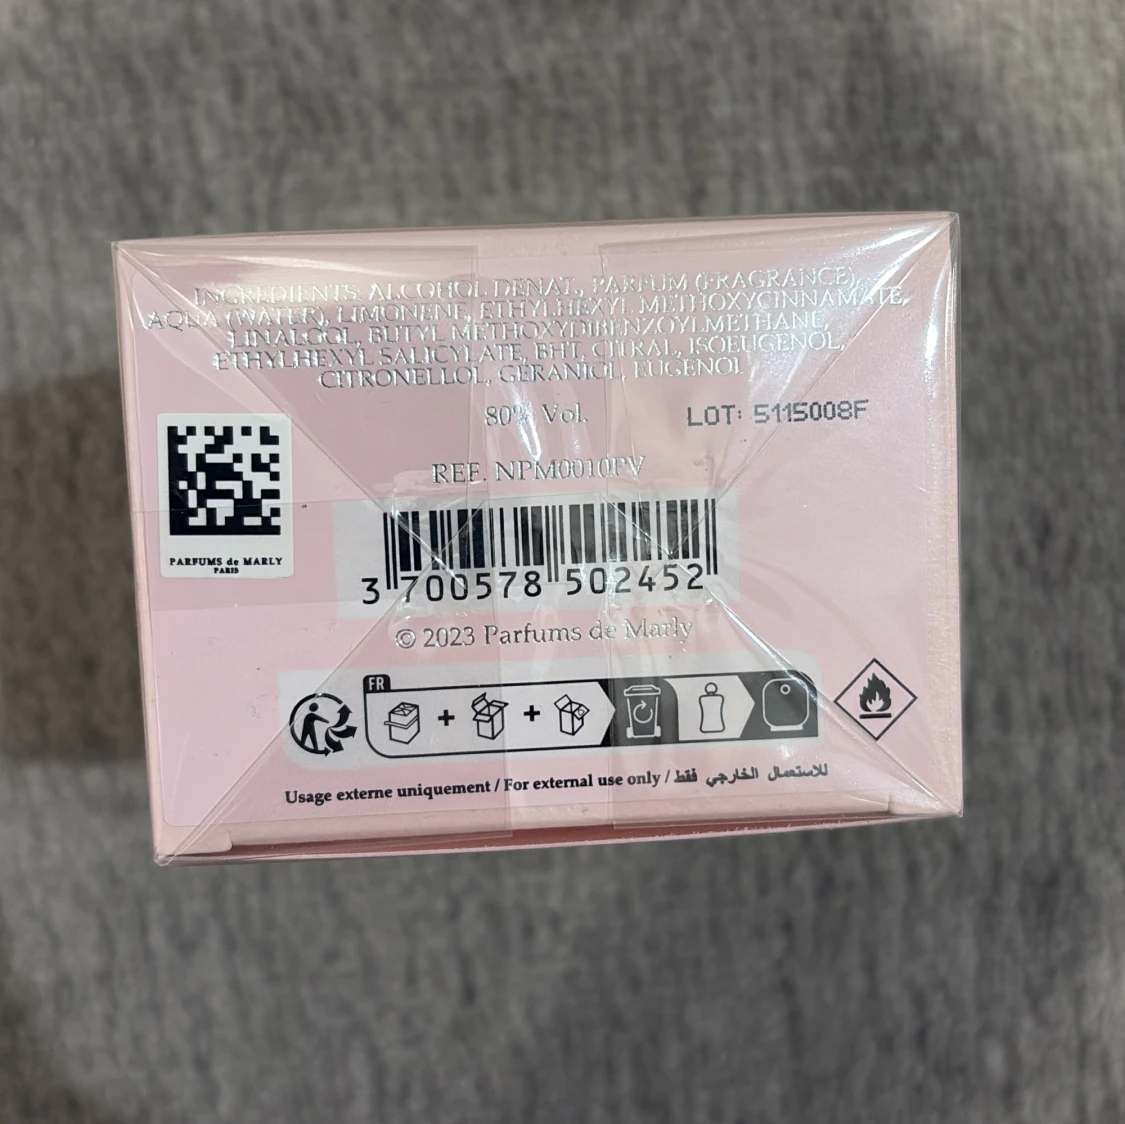 INGREDIENTS: ALCOHOL DENAT., PARFUM (FRAGRANCE),
AQUA (WATER), LIMONENE, ETHYLHEXYL METHOXYCINNAMATE,
LINALOOL, BUTYL METHOXYDIBENZOYLMETHANE,
ETHYLHEXYL SALICYLATE, BHT, CITRAL, ISOEUGENOL,
CITRONELLOL, GERANIOL, EUGENOL
80% Vol.
LOT: 5115008F
REF. NPM0010PV
PARFUMS de MARLY
PARIS
3 700578 502452
© 2023 Parfums de Marly
FR
Usage externe uniquement / For external use only / للاستعمال الخارجي فقط